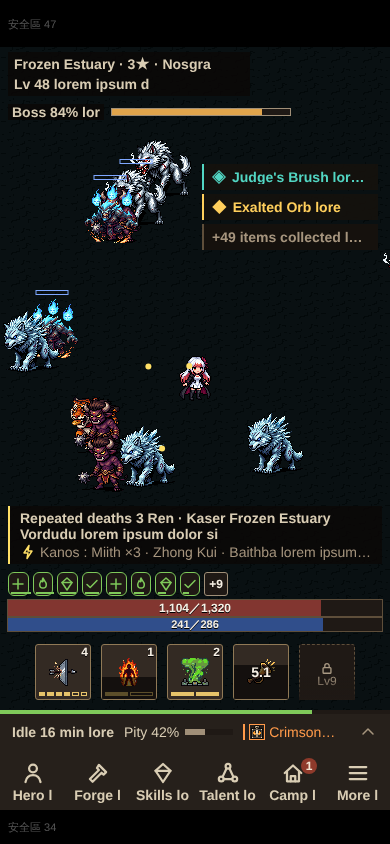 安全區 47
Frozen Estuary · 3★ · Nosgra
Lv 48 lorem ipsum d
Boss 84% lor
Judge's Brush lor…
Exalted Orb lore
+49 items collected l…
Repeated deaths 3 Ren · Kaser Frozen Estuary
Vordudu lorem ipsum dolor si
Kanos : Miith ×3 · Zhong Kui · Baithba lorem ipsum…
+9
1,104／1,320
241／286
4 1 2 5.1 Lv9
Idle 16 min lore Pity 42% Crimson…
1
Hero l Forge l Skills lo Talent lo Camp l More l
安全區 34